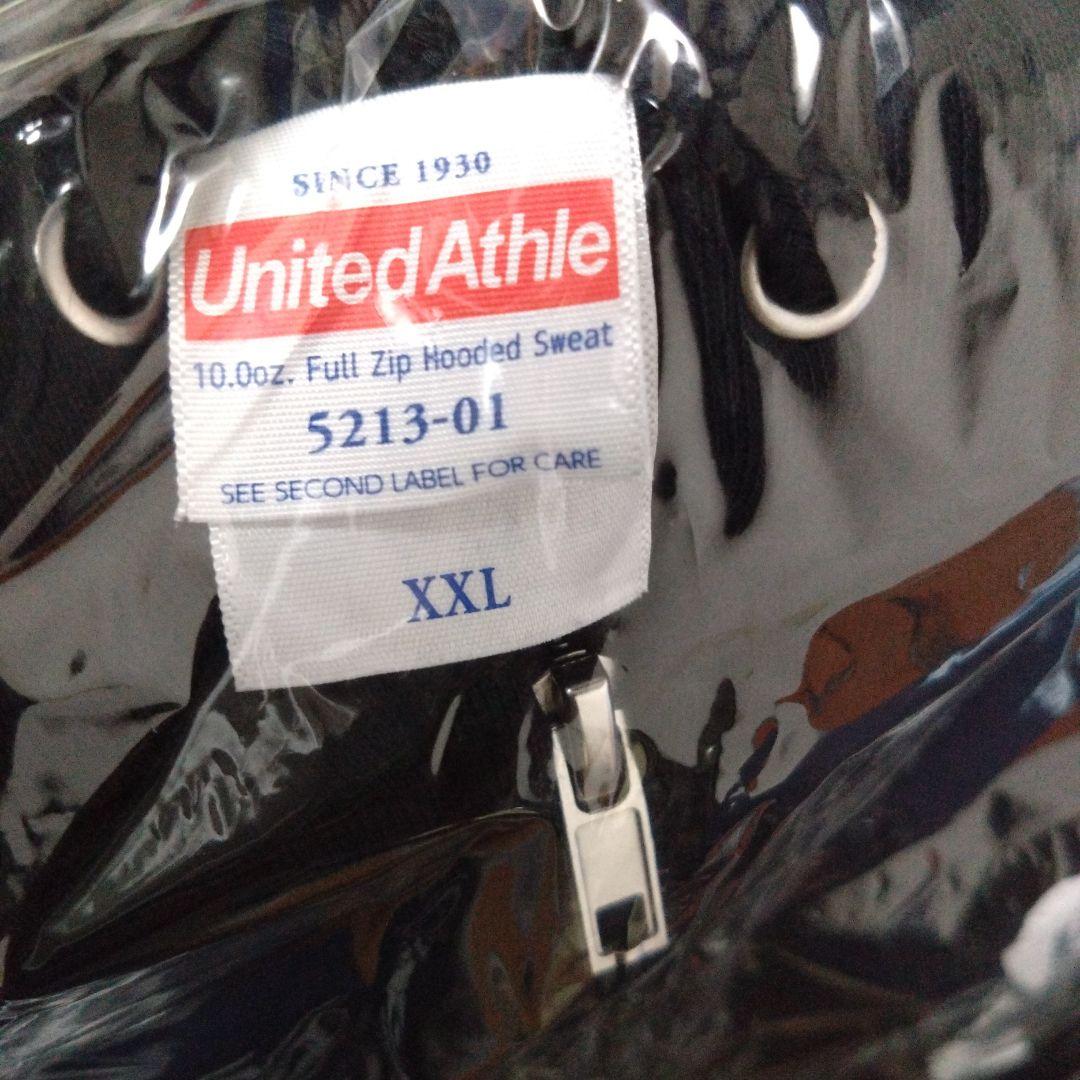 SINCE 1930
United Athle
10.0oz. Full Zip Hooded Sweat
5213-01
SEE SECOND LABEL FOR CARE
XXL